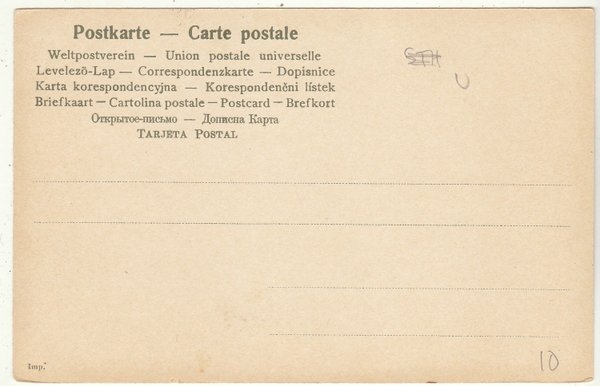 Postkarte — Carte postale
Weltpostverein — Union postale universelle
Levelező-Lap — Correspondenzkarte — Dopisnice
Karta korespondencyjna — Korespondenční lístek
Briefkaart — Cartolina postale — Postcard — Brefkort
Открытое-письмо — Дописна Карта
TARJETA POSTAL
U
Imp.
10